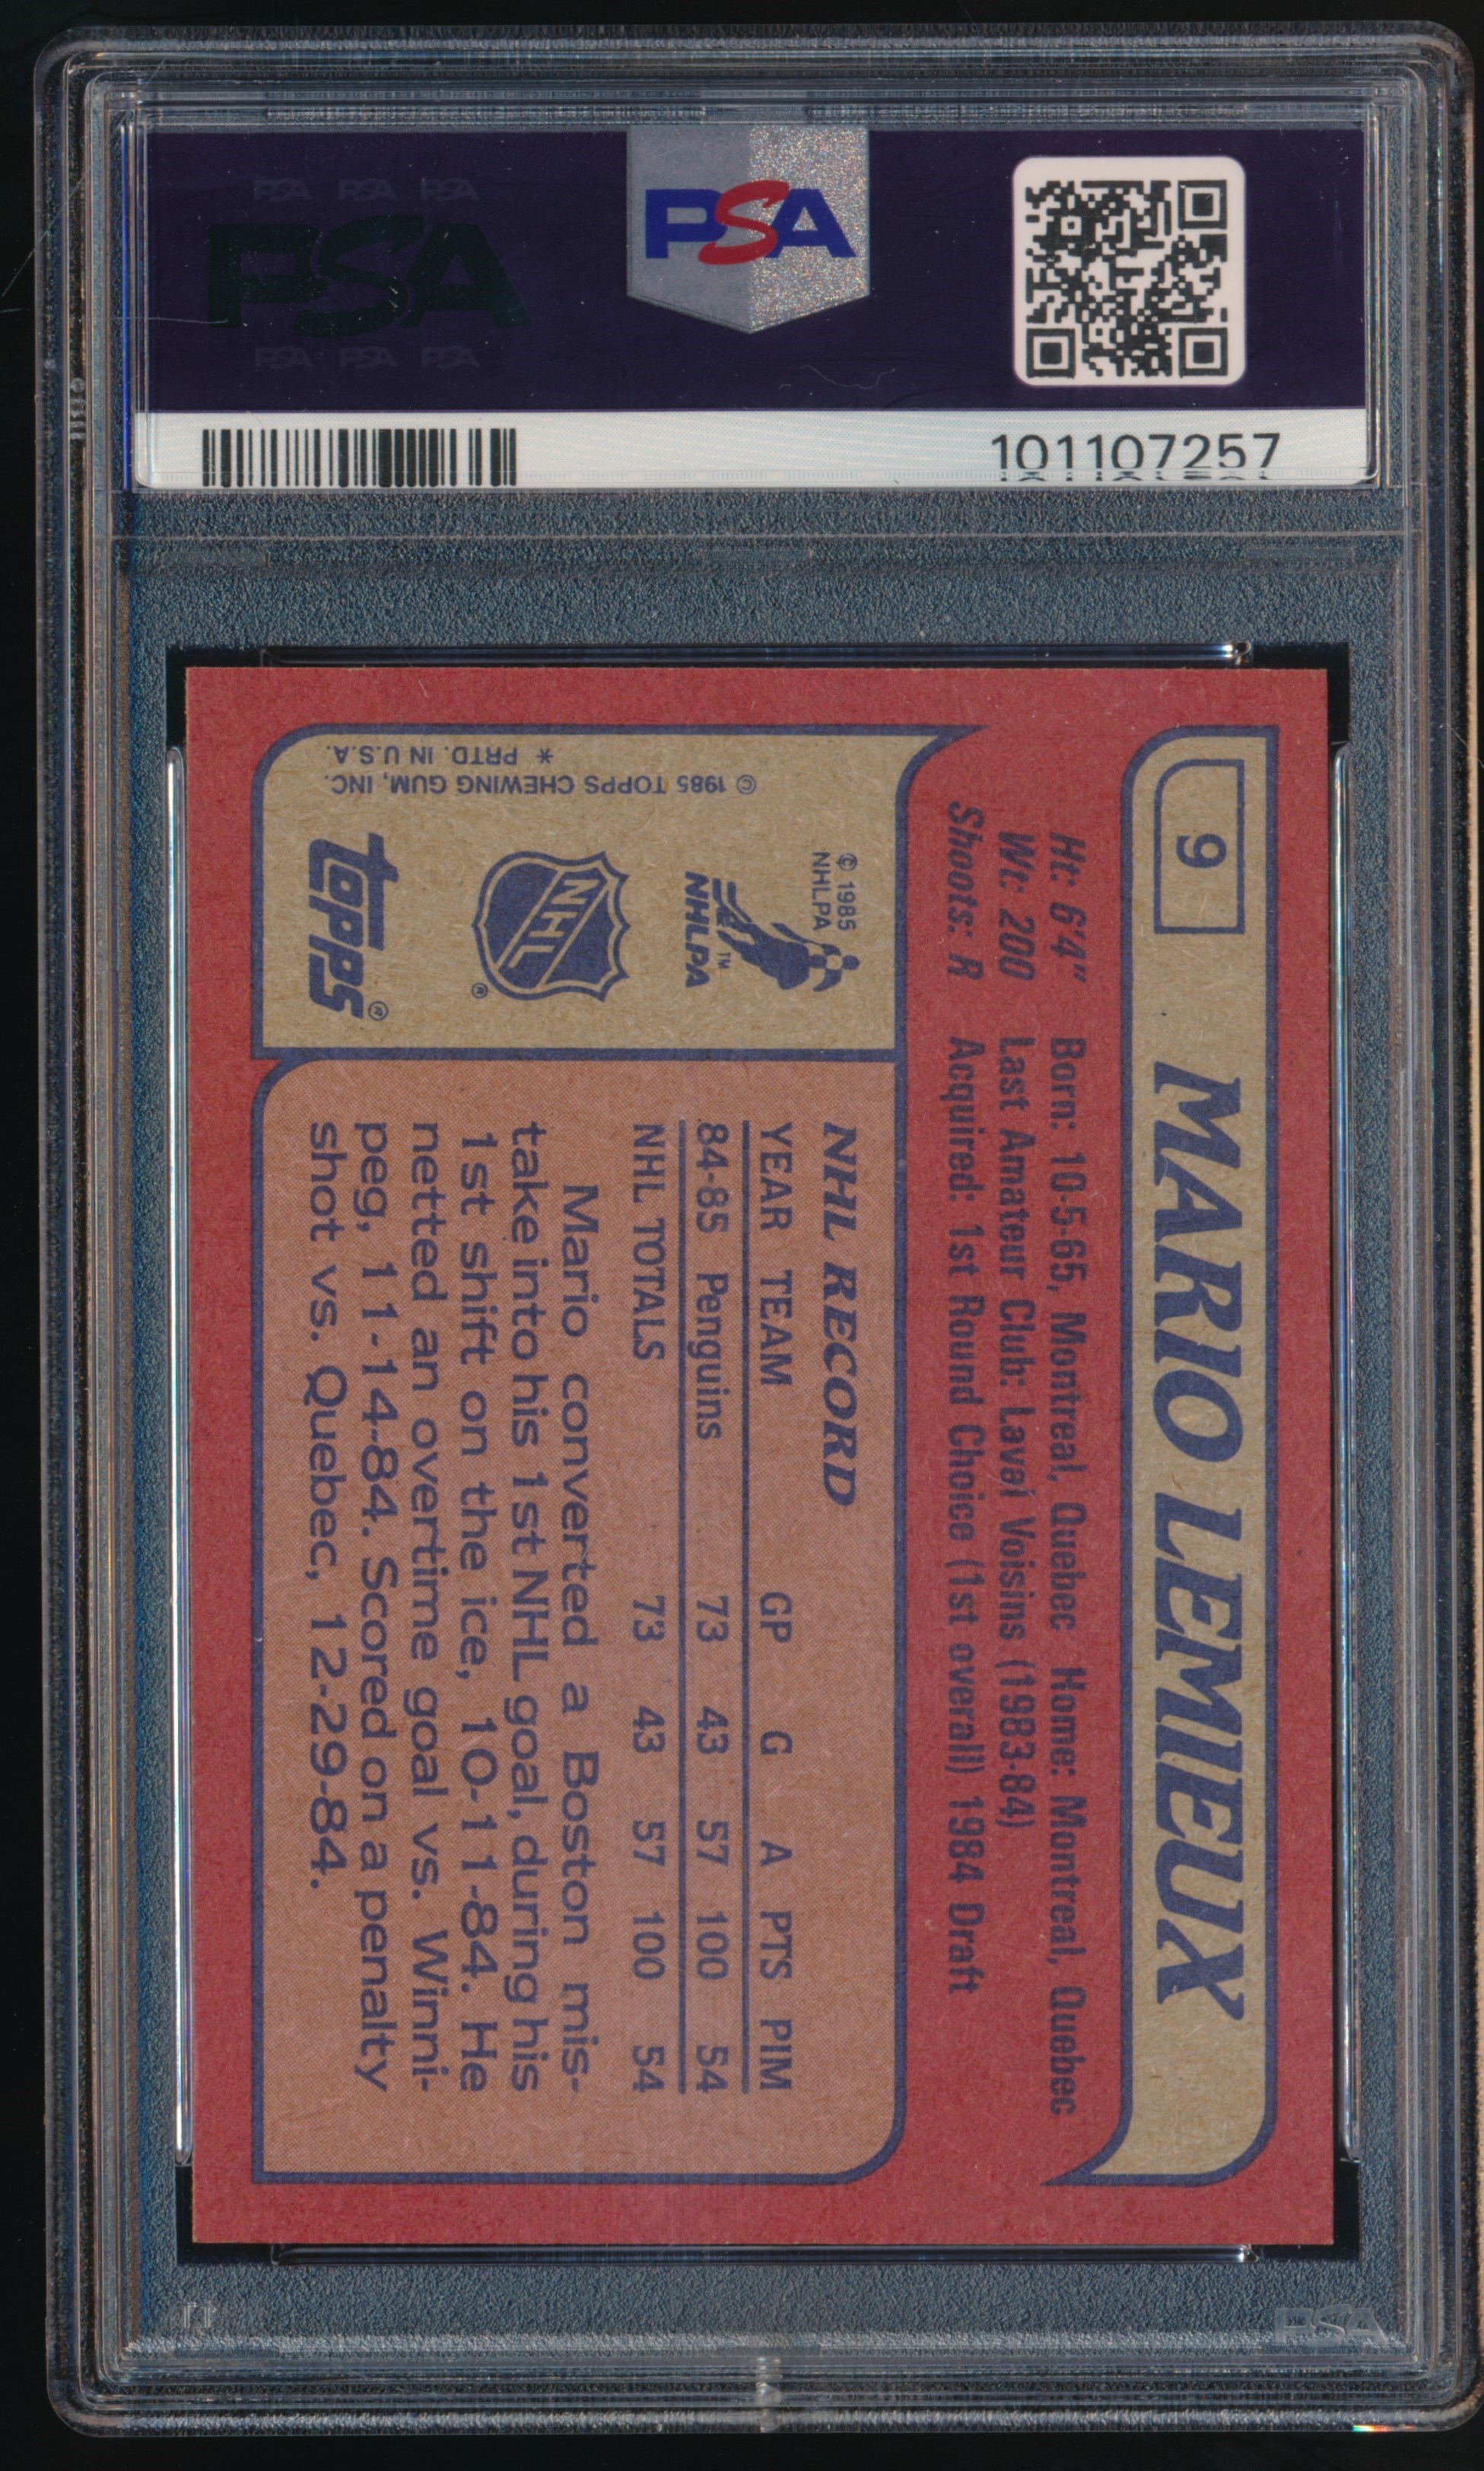 PSA PSA PSA
PSA
PSA PSA PSA
PSA
101107257
9
MARIO LEMIEUX
Ht: 6'4" Born: 10-5-65, Montreal, Quebec Home: Montreal, Quebec
Wt: 200 Last Amateur Club: Laval Voisins (1983-84)
Shoots: R Acquired: 1st Round Choice (1st overall) 1984 Draft
© 1985
NHLPA
NHLPA™
NHL®
TOPPS®
© 1985 TOPPS CHEWING GUM, INC.
* PRTD. IN U.S.A.
NHL RECORD
YEAR TEAM GP G A PTS PIM
84-85 Penguins 73 43 57 100 54
NHL TOTALS 73 43 57 100 54
Mario converted a Boston mis-
take into his 1st NHL goal, during his
1st shift on the ice, 10-11-84. He
netted an overtime goal vs. Winni-
peg, 11-14-84. Scored on a penalty
shot vs. Quebec, 12-29-84.
PSA